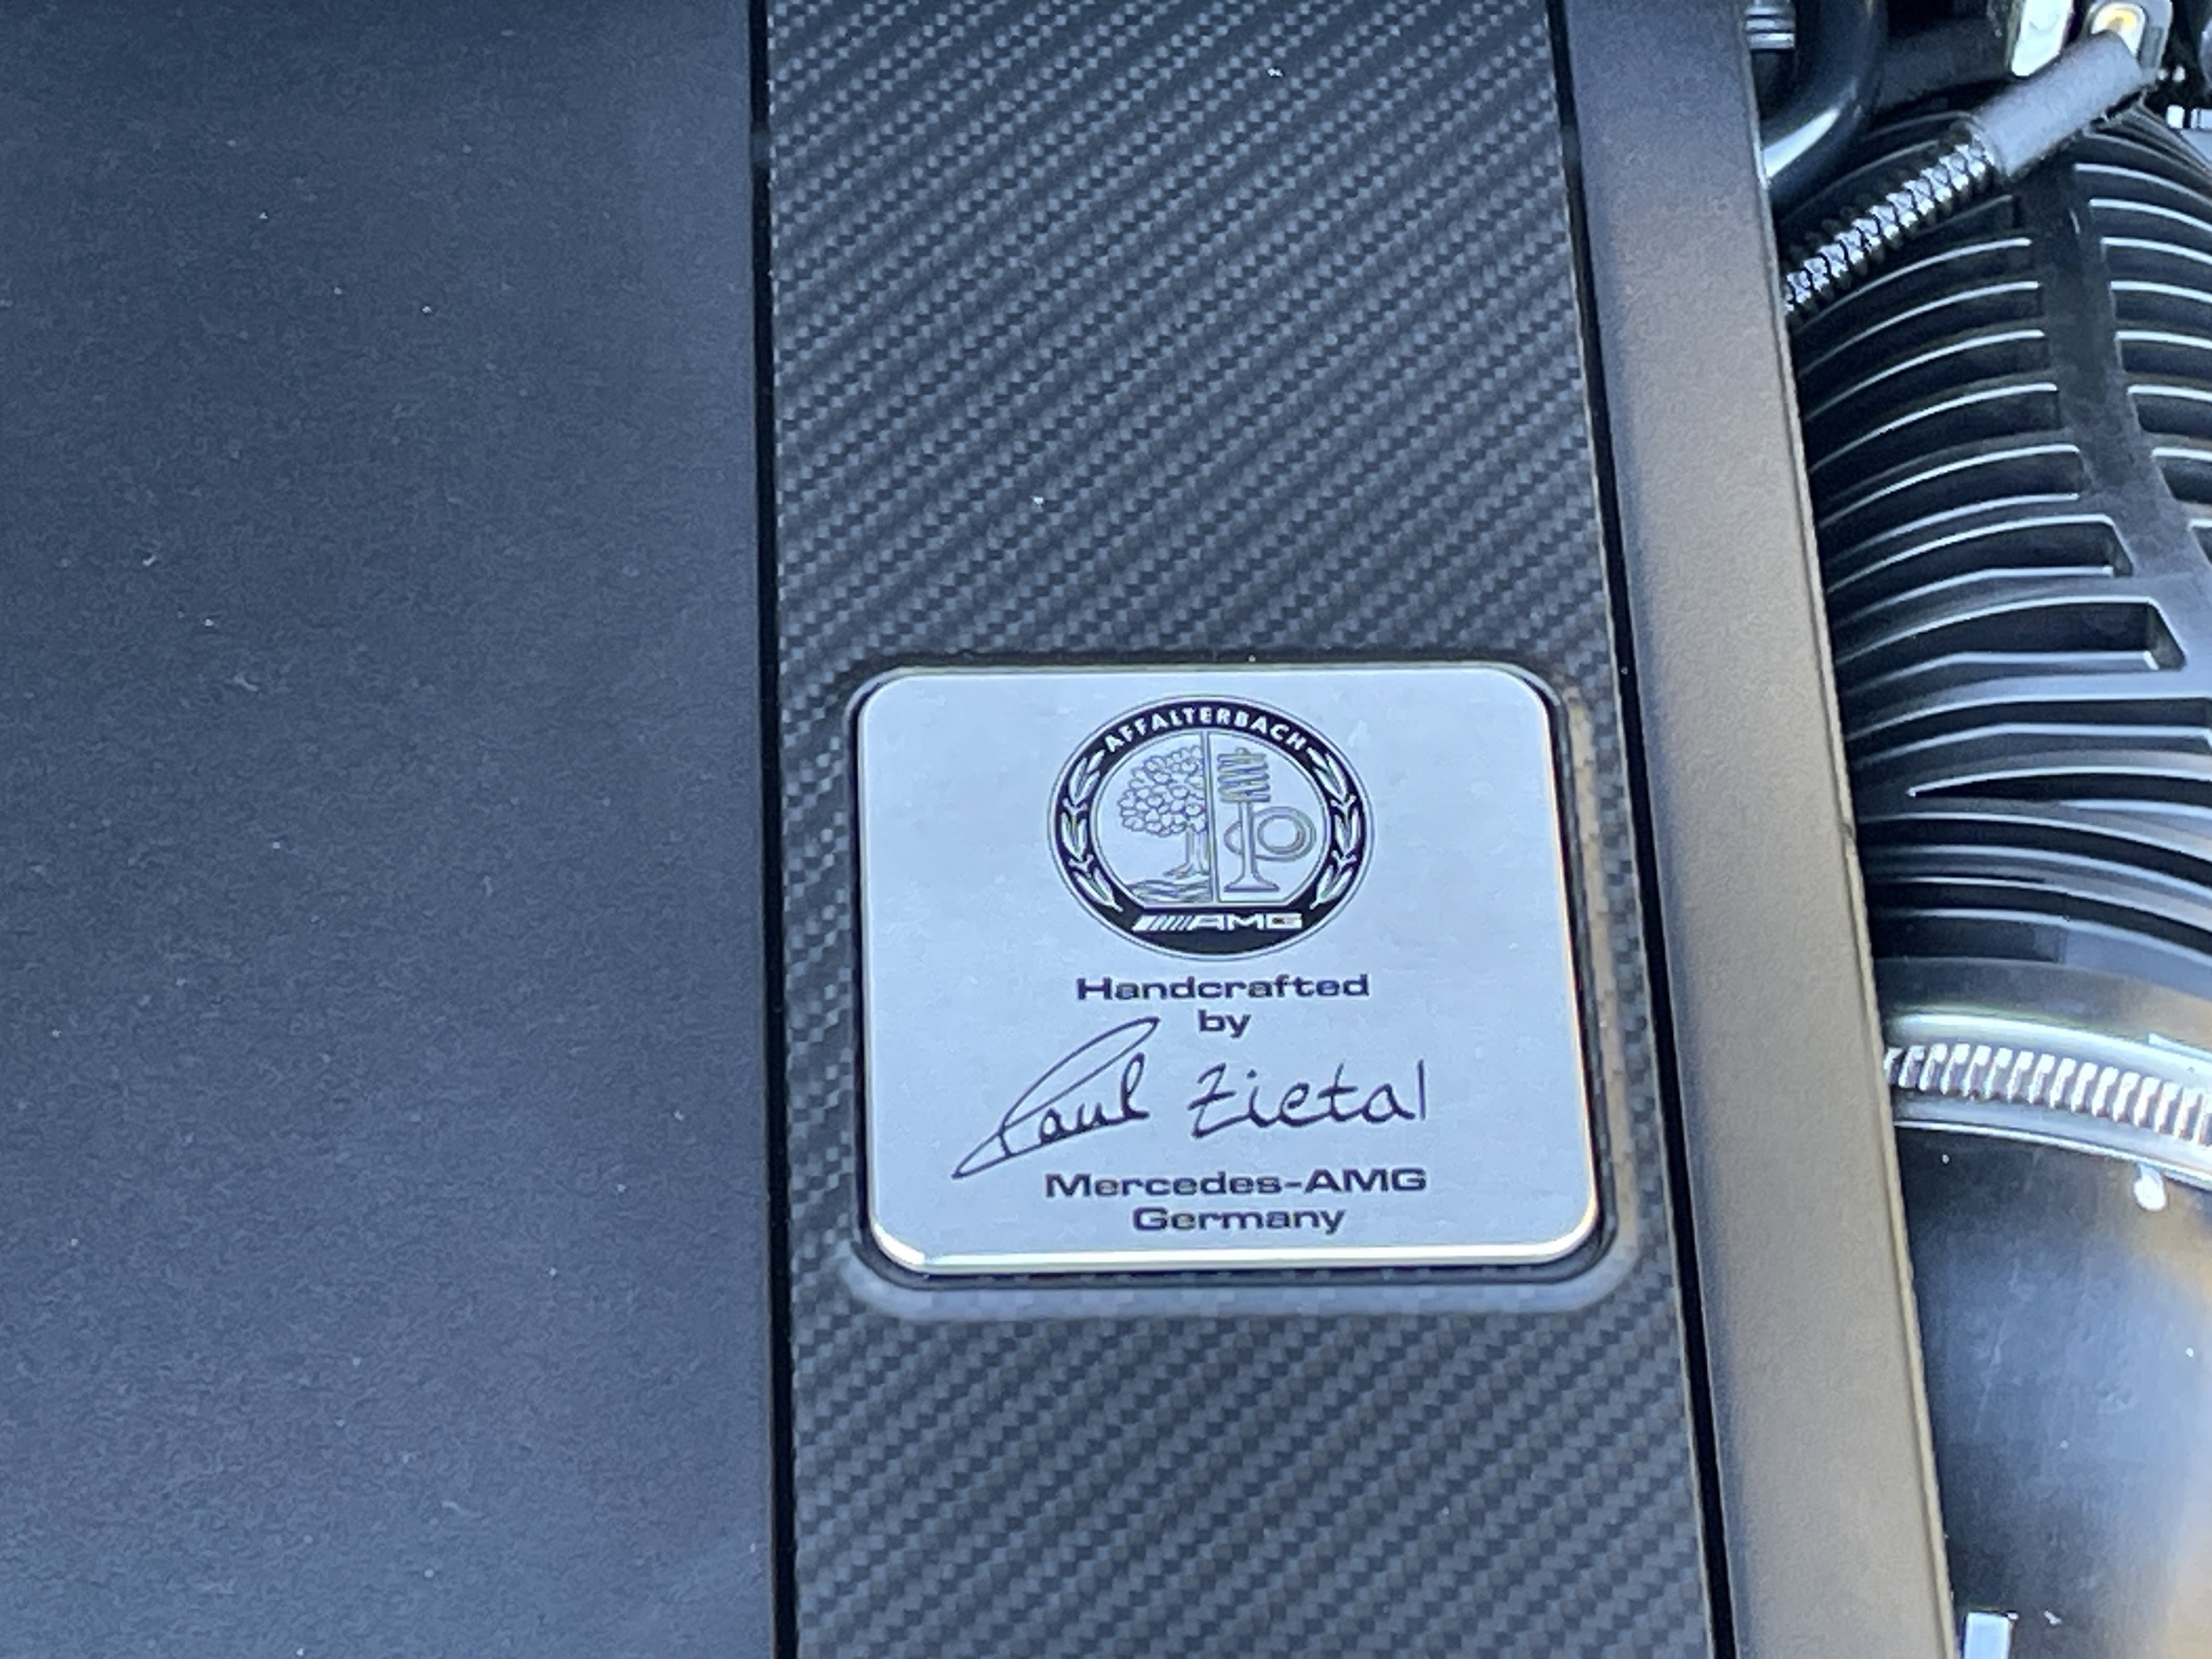 AFFALTERBACH
AMG
Handcrafted
by
Paul Zietal
Mercedes-AMG
Germany